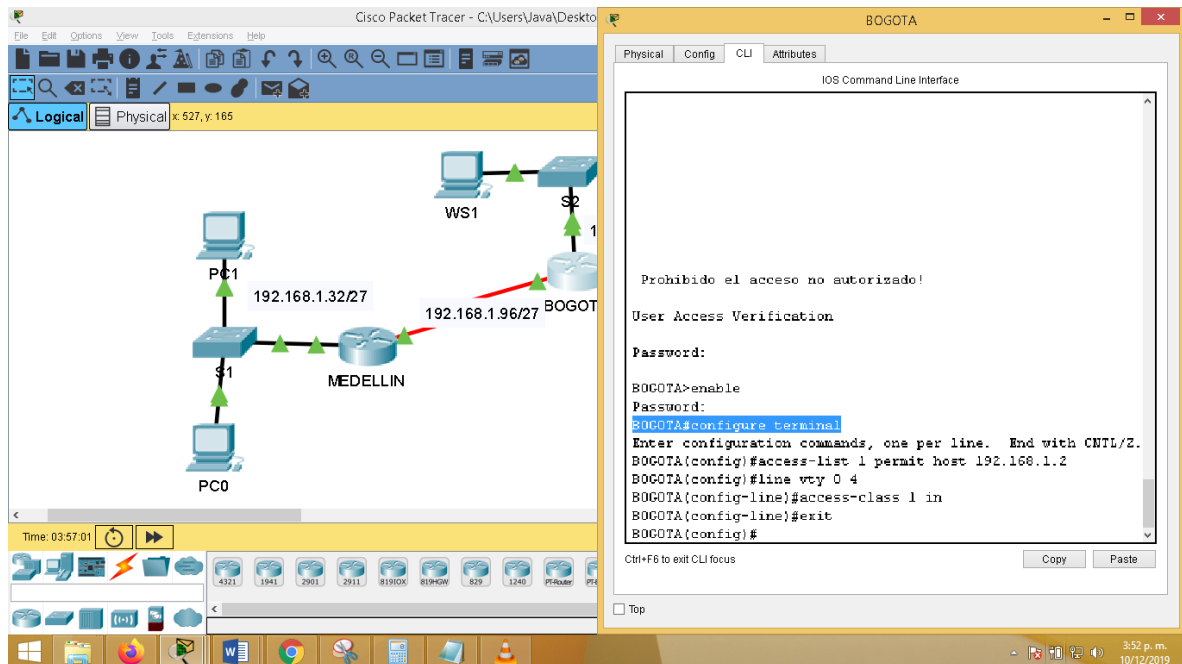 Cisco Packet Tracer - C:\Users\Java\Deskto
File Edit Options View Tools Extensions Help
Logical Physical x: 527, y: 165
WS1
S2
1
PC1
192.168.1.32/27
192.168.1.96/27
BOGOT
S1
MEDELLIN
PC0
Time: 03:57:01
4321 1941 2901 2911 819IOX 819HGW 829 1240 PT-Router
BOGOTA
Physical Config CLI Attributes
IOS Command Line Interface
Prohibido el acceso no autorizado!
User Access Verification
Password:
BOGOTA>enable
Password:
BOGOTA#configure terminal
Enter configuration commands, one per line. End with CNTL/Z.
BOGOTA(config)#access-list 1 permit host 192.168.1.2
BOGOTA(config)#line vty 0 4
BOGOTA(config-line)#access-class 1 in
BOGOTA(config-line)#exit
BOGOTA(config)#
Ctrl+F6 to exit CLI focus
Copy Paste
Top
3:52 p. m.
10/12/2019